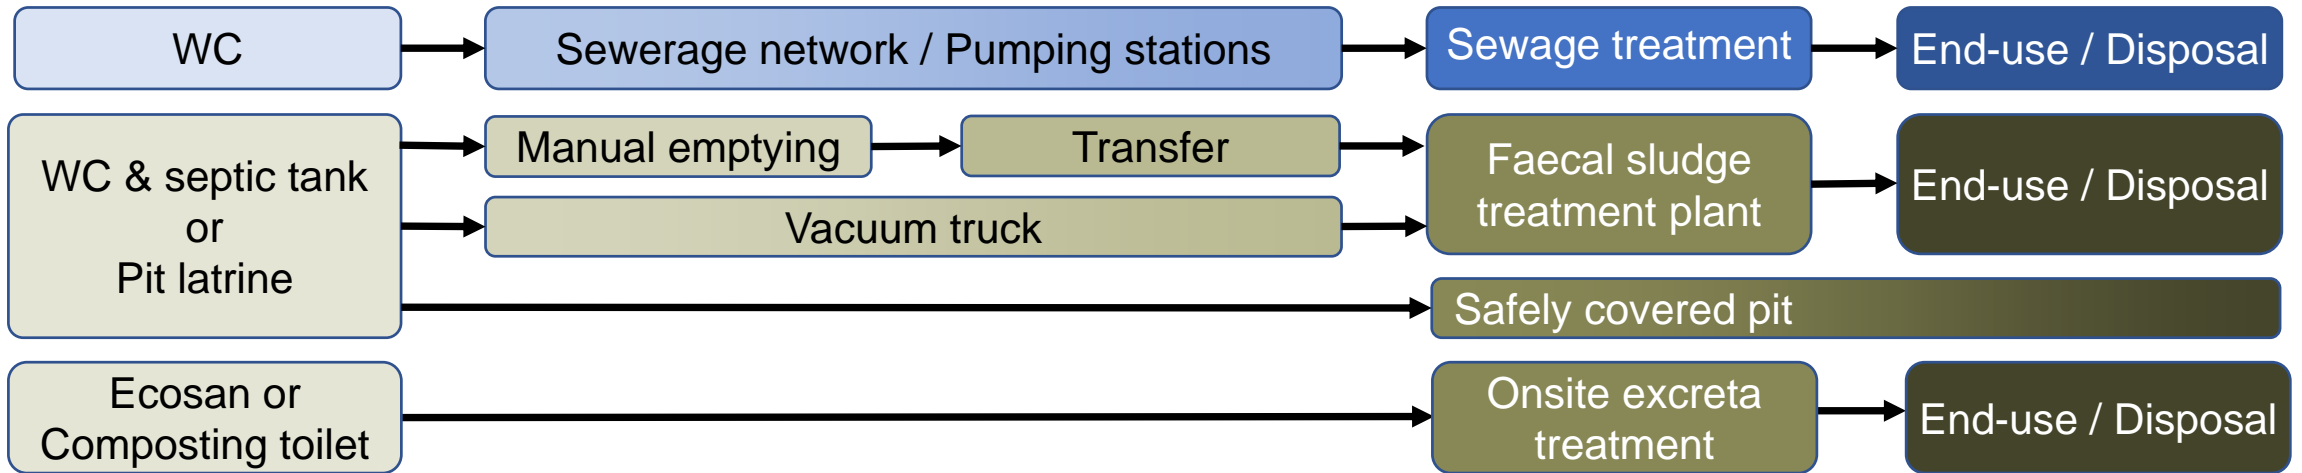 WC
Sewerage network / Pumping stations
Sewage treatment
End-use / Disposal
WC & septic tank
or
Pit latrine
Manual emptying
Transfer
Vacuum truck
Faecal sludge
treatment plant
End-use / Disposal
Safely covered pit
Ecosan or
Composting toilet
Onsite excreta
treatment
End-use / Disposal